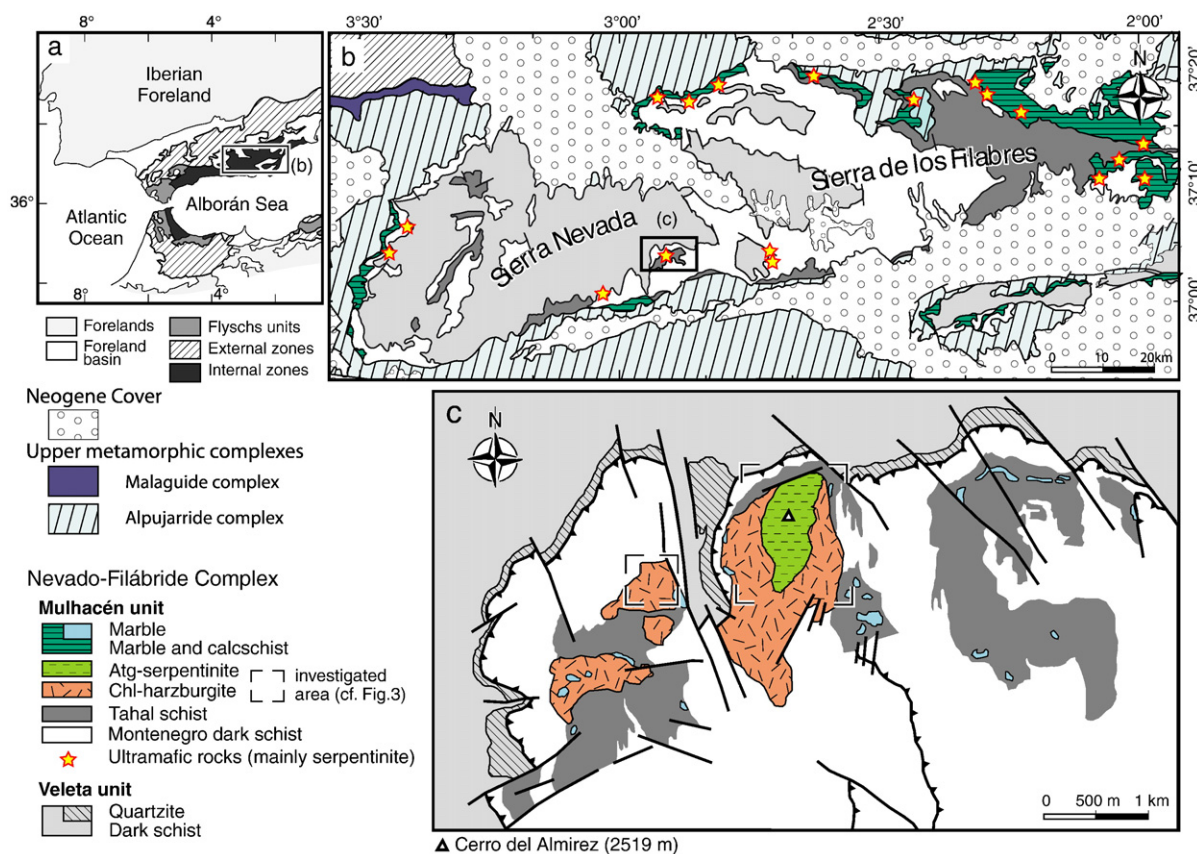 8°
4°
a
Iberian
Foreland
(b)
36°
Alborán Sea
Atlantic
Ocean
8°
4°
3°30'
3°00'
2°30'
2°00'
b
37°20'
N
Serra de los Filabres
37°10'
(c)
Serra Nevada
37°00'
0
10
20km
Forelands
Foreland
basin
Flyschs units
External zones
Internal zones
Neogene Cover
Upper metamorphic complexes
Malaguide complex
Alpujarride complex
Nevado-Filábride Complex
Mulhacén unit
Marble
Marble and calcschist
Atg-serpentinite
Chl-harzburgite
investigated
area (cf. Fig.3)
Tahal schist
Montenegro dark schist
Ultramafic rocks (mainly serpentinite)
Veleta unit
Quartzite
Dark schist
c
N
0
500 m
1 km
Cerro del Almirez (2519 m)